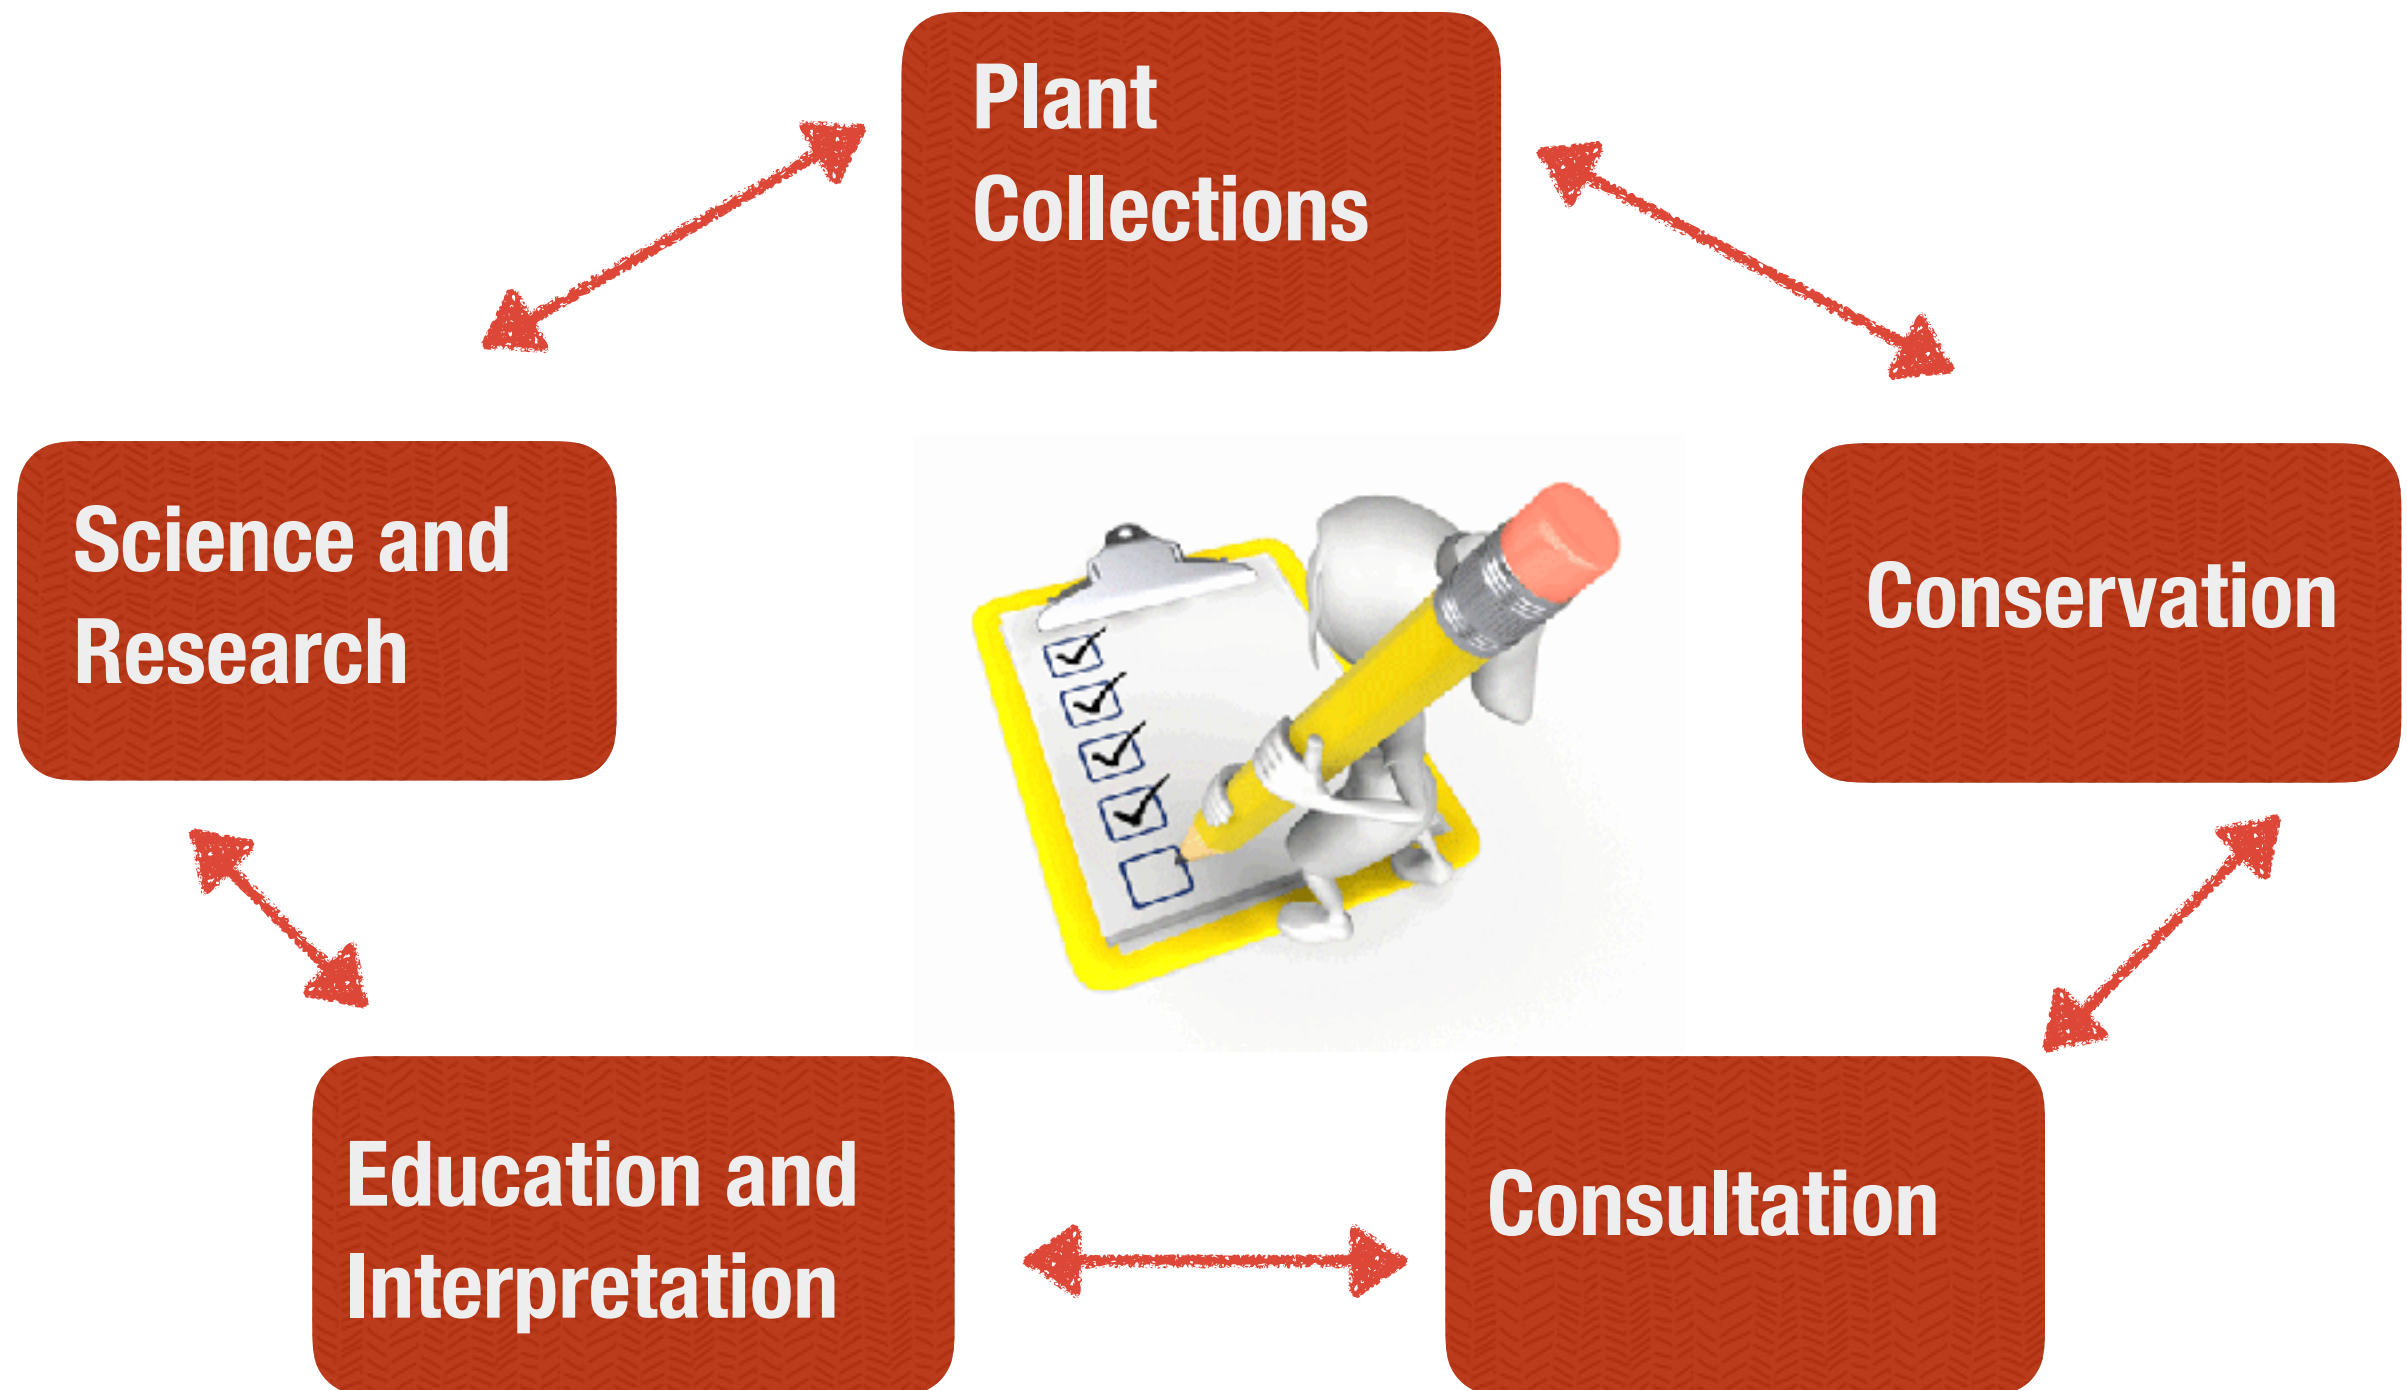 Plant
Collections
Science and
Research
Conservation
Education and
Interpretation
Consultation